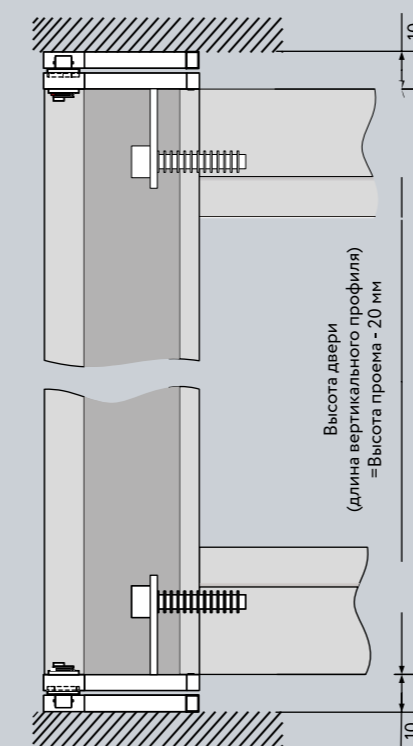 10
Высота двери
(длина вертикального профиля)
=Высота проема - 20 мм
10